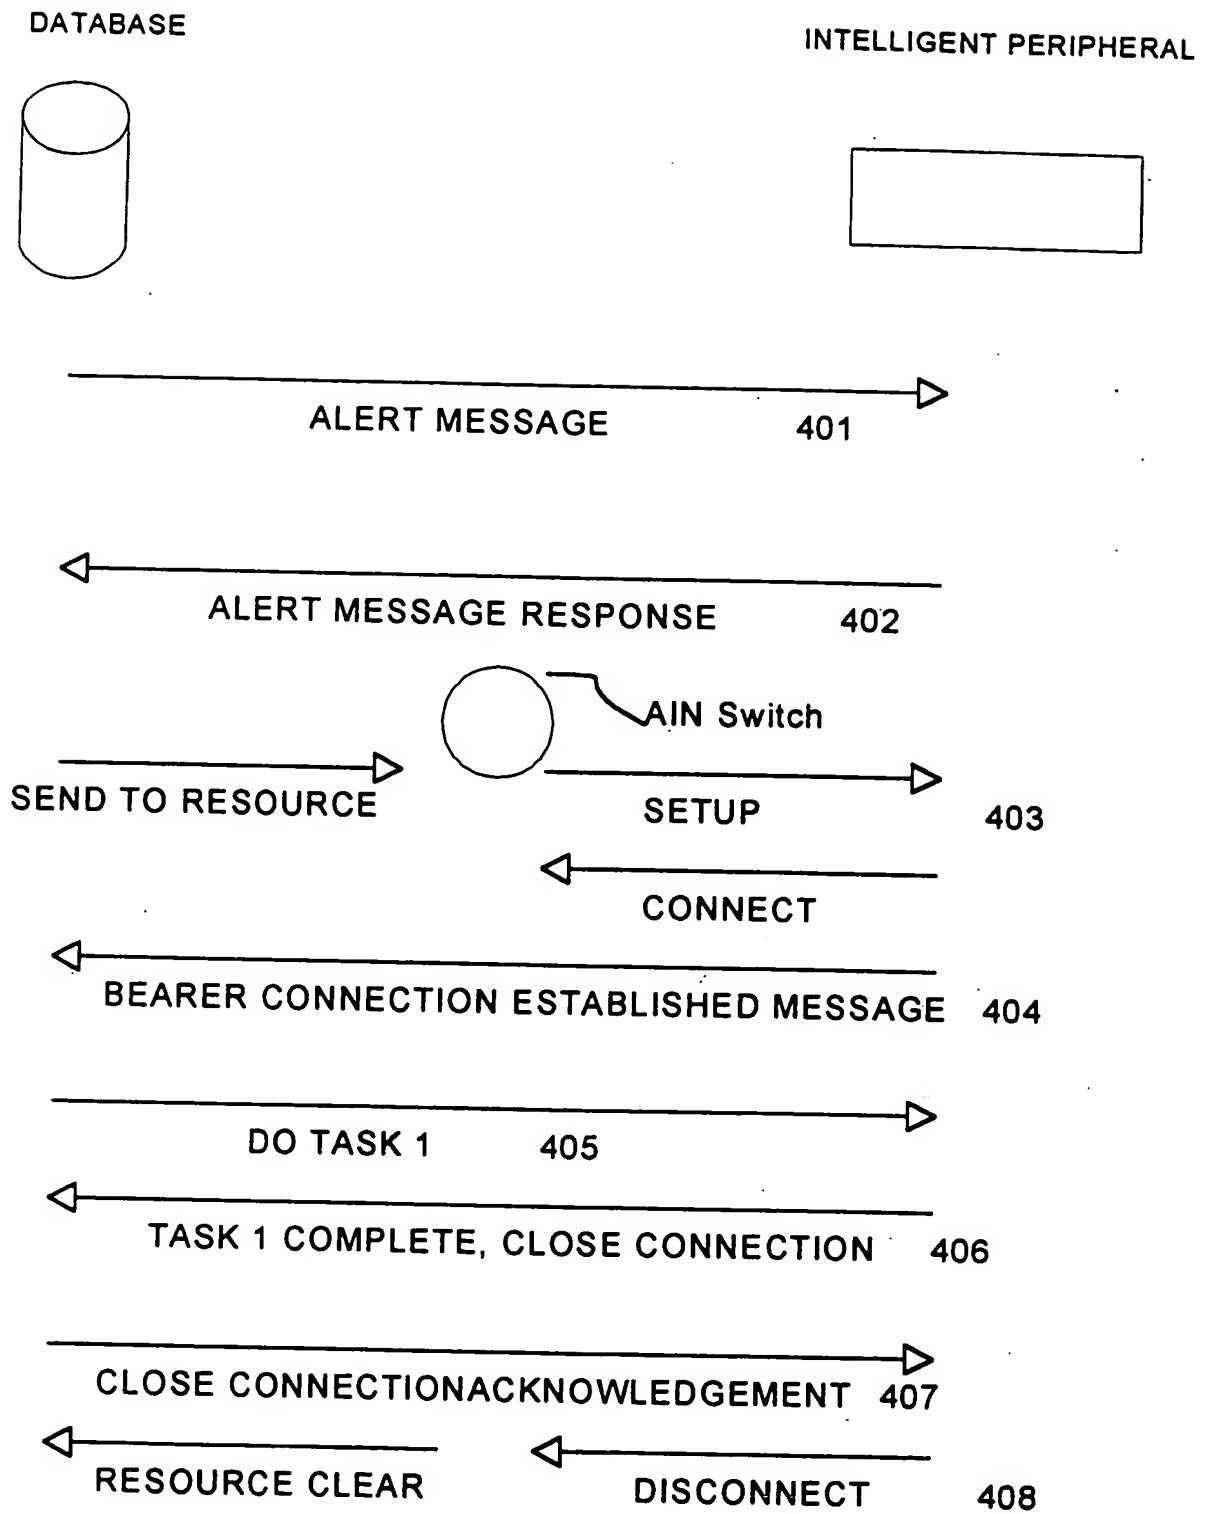 DATABASE
INTELLIGENT PERIPHERAL
ALERT MESSAGE 401
ALERT MESSAGE RESPONSE 402
AIN Switch
SEND TO RESOURCE SETUP 403
CONNECT
BEARER CONNECTION ESTABLISHED MESSAGE 404
DO TASK 1 405
TASK 1 COMPLETE, CLOSE CONNECTION 406
CLOSE CONNECTIONACKNOWLEDGEMENT 407
RESOURCE CLEAR DISCONNECT 408